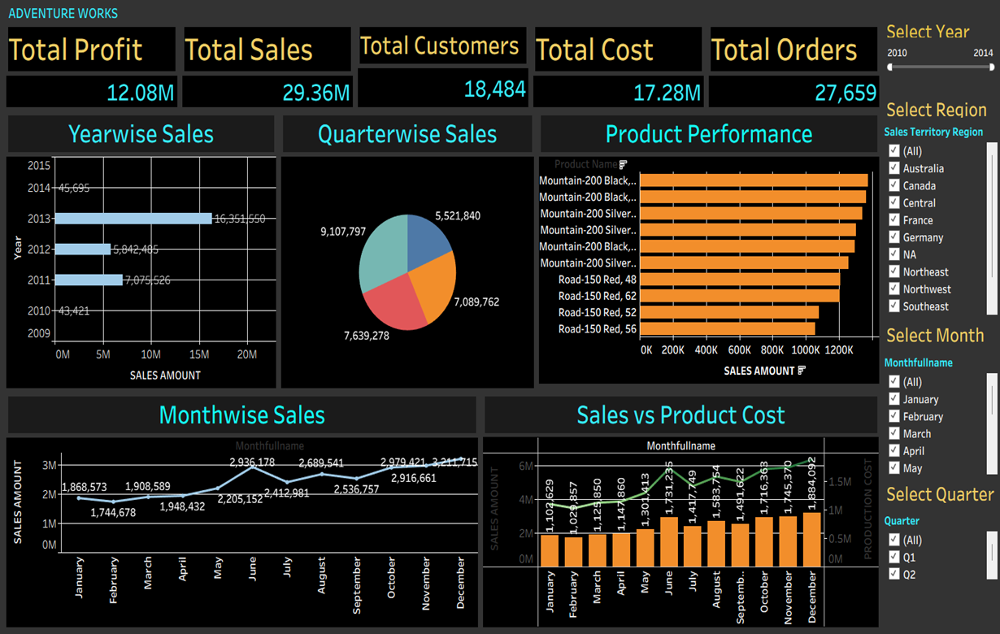 ADVENTURE WORKS
Total Profit
12.08M
Total Sales
29.36M
Total Customers
18,484
Total Cost
17.28M
Total Orders
27,659
Select Year
2010 2014
Select Region
Sales Territory Region
(All)
Australia
Canada
Central
France
Germany
NA
Northeast
Northwest
Southeast
Select Month
Monthfullname
(All)
January
February
March
April
May
Select Quarter
Quarter
(All)
Q1
Q2
Yearwise Sales
Year
2015
2014 45,695
2013 16,351,550
2012 5,842,485
2011 7,075,526
2010 43,421
2009
0M 5M 10M 15M 20M
SALES AMOUNT
Quarterwise Sales
5,521,840
9,107,797
7,089,762
7,639,278
Product Performance
Product Name
Mountain-200 Black,..
Mountain-200 Black,..
Mountain-200 Silver..
Mountain-200 Silver..
Mountain-200 Black,..
Mountain-200 Silver..
Road-150 Red, 48
Road-150 Red, 62
Road-150 Red, 52
Road-150 Red, 56
0K 200K 400K 600K 800K 1000K 1200K
SALES AMOUNT
Monthwise Sales
Monthfullname
SALES AMOUNT
3M
2M
1M
0M
1,868,573
1,744,678
1,908,589
1,948,432
2,205,152
2,936,178
2,412,981
2,689,541
2,536,757
2,979,421
2,916,661
3,211,715
January
February
March
April
May
June
July
August
September
October
November
December
Sales vs Product Cost
Monthfullname
SALES AMOUNT
6M
4M
2M
0M
1,102,629
1,029,857
1,125,850
1,147,860
1,301,413
1,731,235
1,417,749
1,583,754
1,491,622
1,716,363
1,745,370
1,884,092
1.5M
1M
0.5M
0M
PRODUCTION COST
January
February
March
April
May
June
July
August
Septemb..
October
November
December